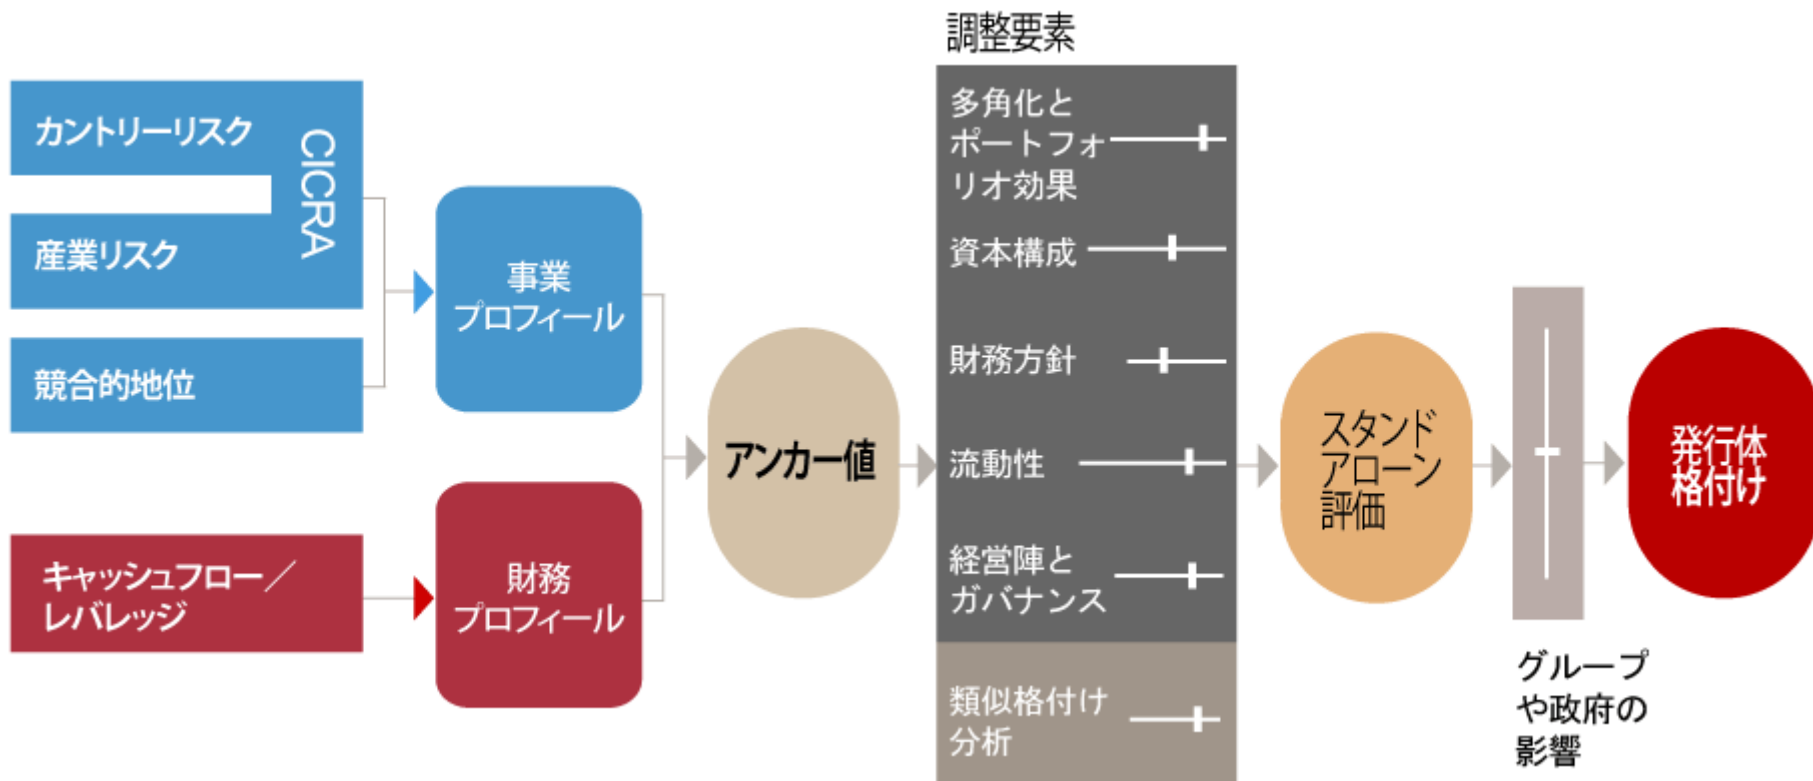 調整要素
カントリーリスク
CICRA
産業リスク
競合的地位
キャッシュフロー／
レバレッジ
事業
プロフィール
財務
プロフィール
アンカー値
多角化と
ポートフォ
リオ効果
資本構成
財務方針
流動性
経営陣と
ガバナンス
類似格付け
分析
スタンド
アローン
評価
グループ
や政府の
影響
発行体
格付け